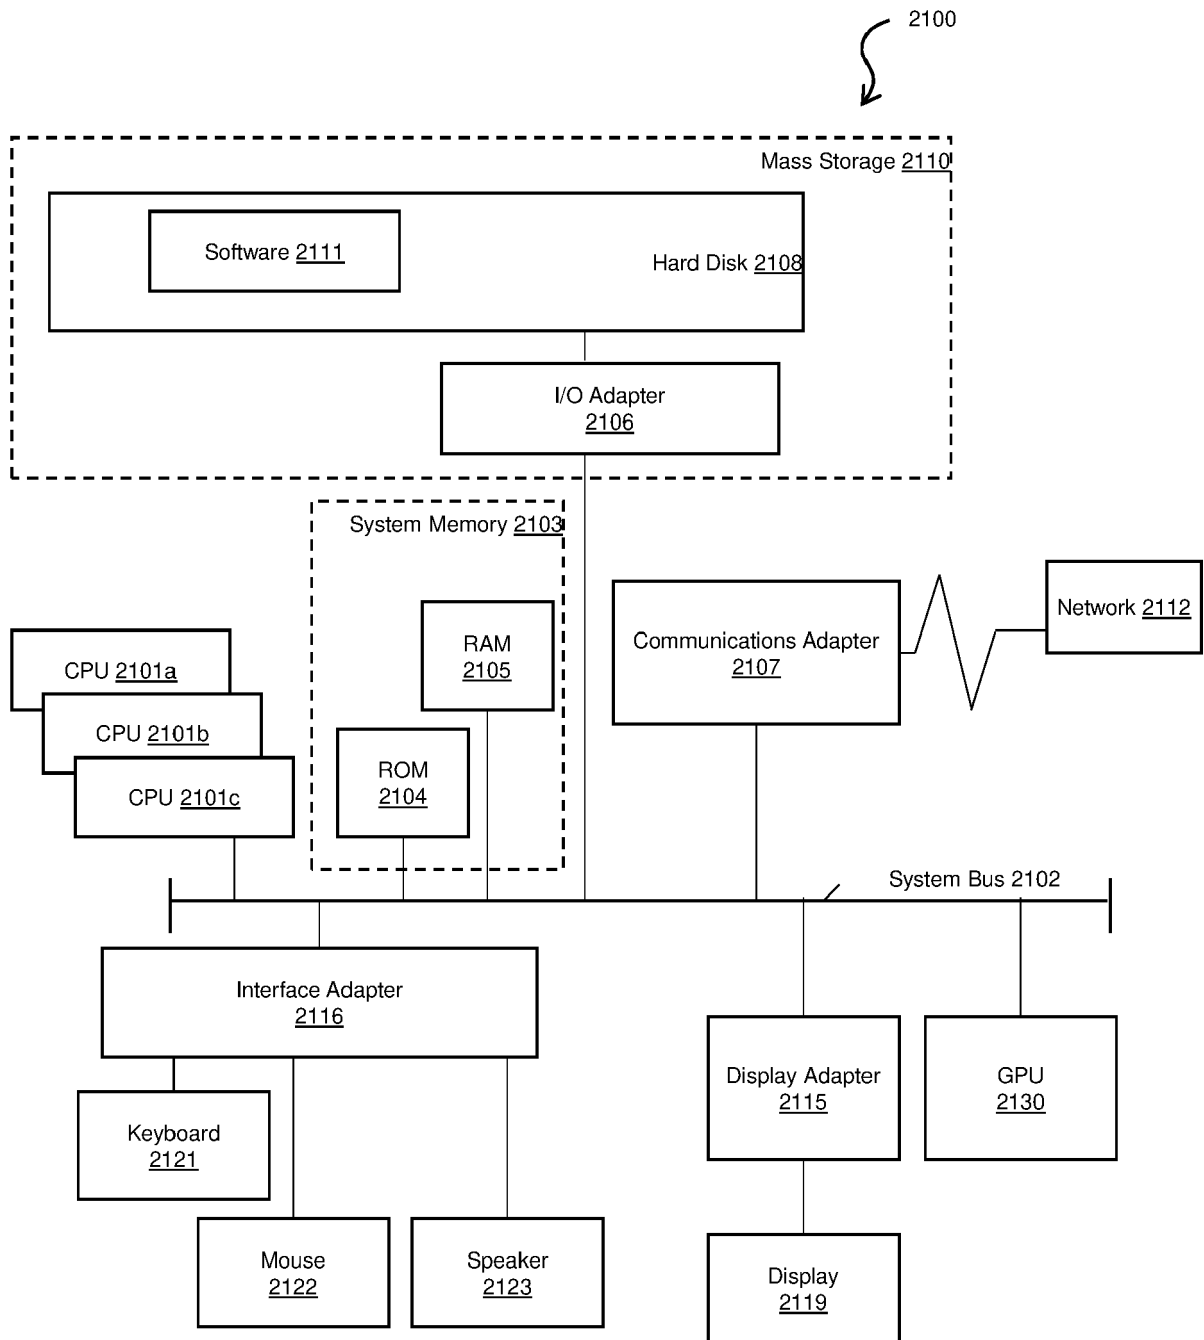 2100
Mass Storage 2110
Software 2111
Hard Disk 2108
I/O Adapter
2106
System Memory 2103
Network 2112
RAM
2105
Communications Adapter
2107
CPU 2101a
CPU 2101b
CPU 2101c
ROM
2104
System Bus 2102
Interface Adapter
2116
Display Adapter
2115
GPU
2130
Keyboard
2121
Mouse
2122
Speaker
2123
Display
2119